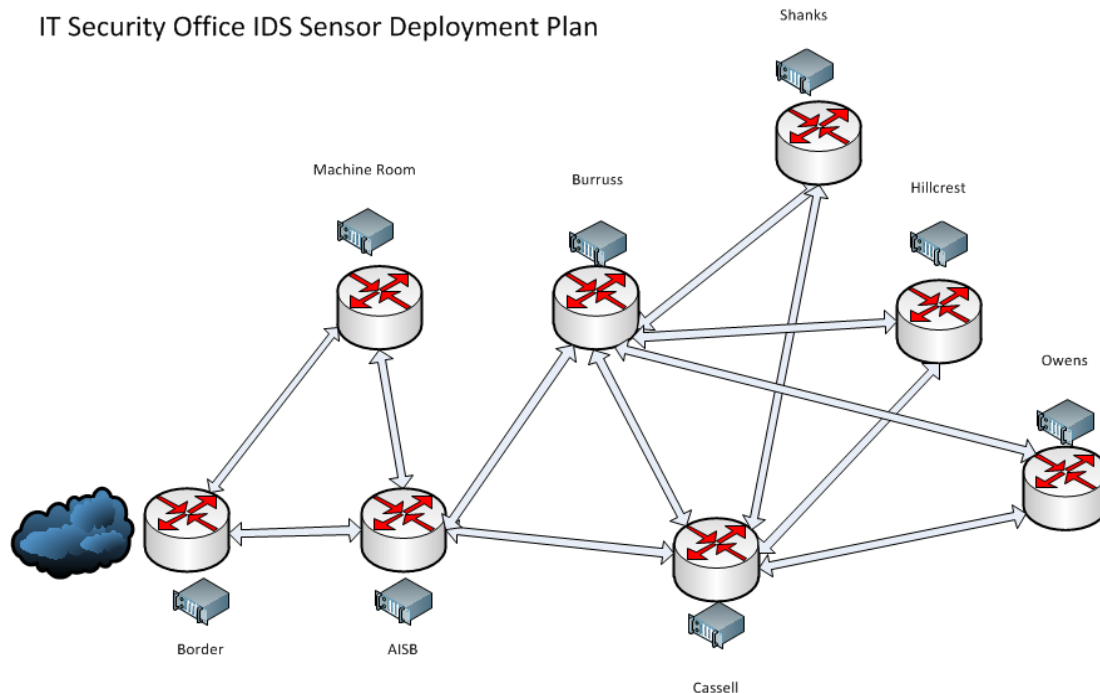 IT Security Office IDS Sensor Deployment Plan
Shanks
Machine Room
Burruss
Hillcrest
Owens
Border
AISB
Cassell